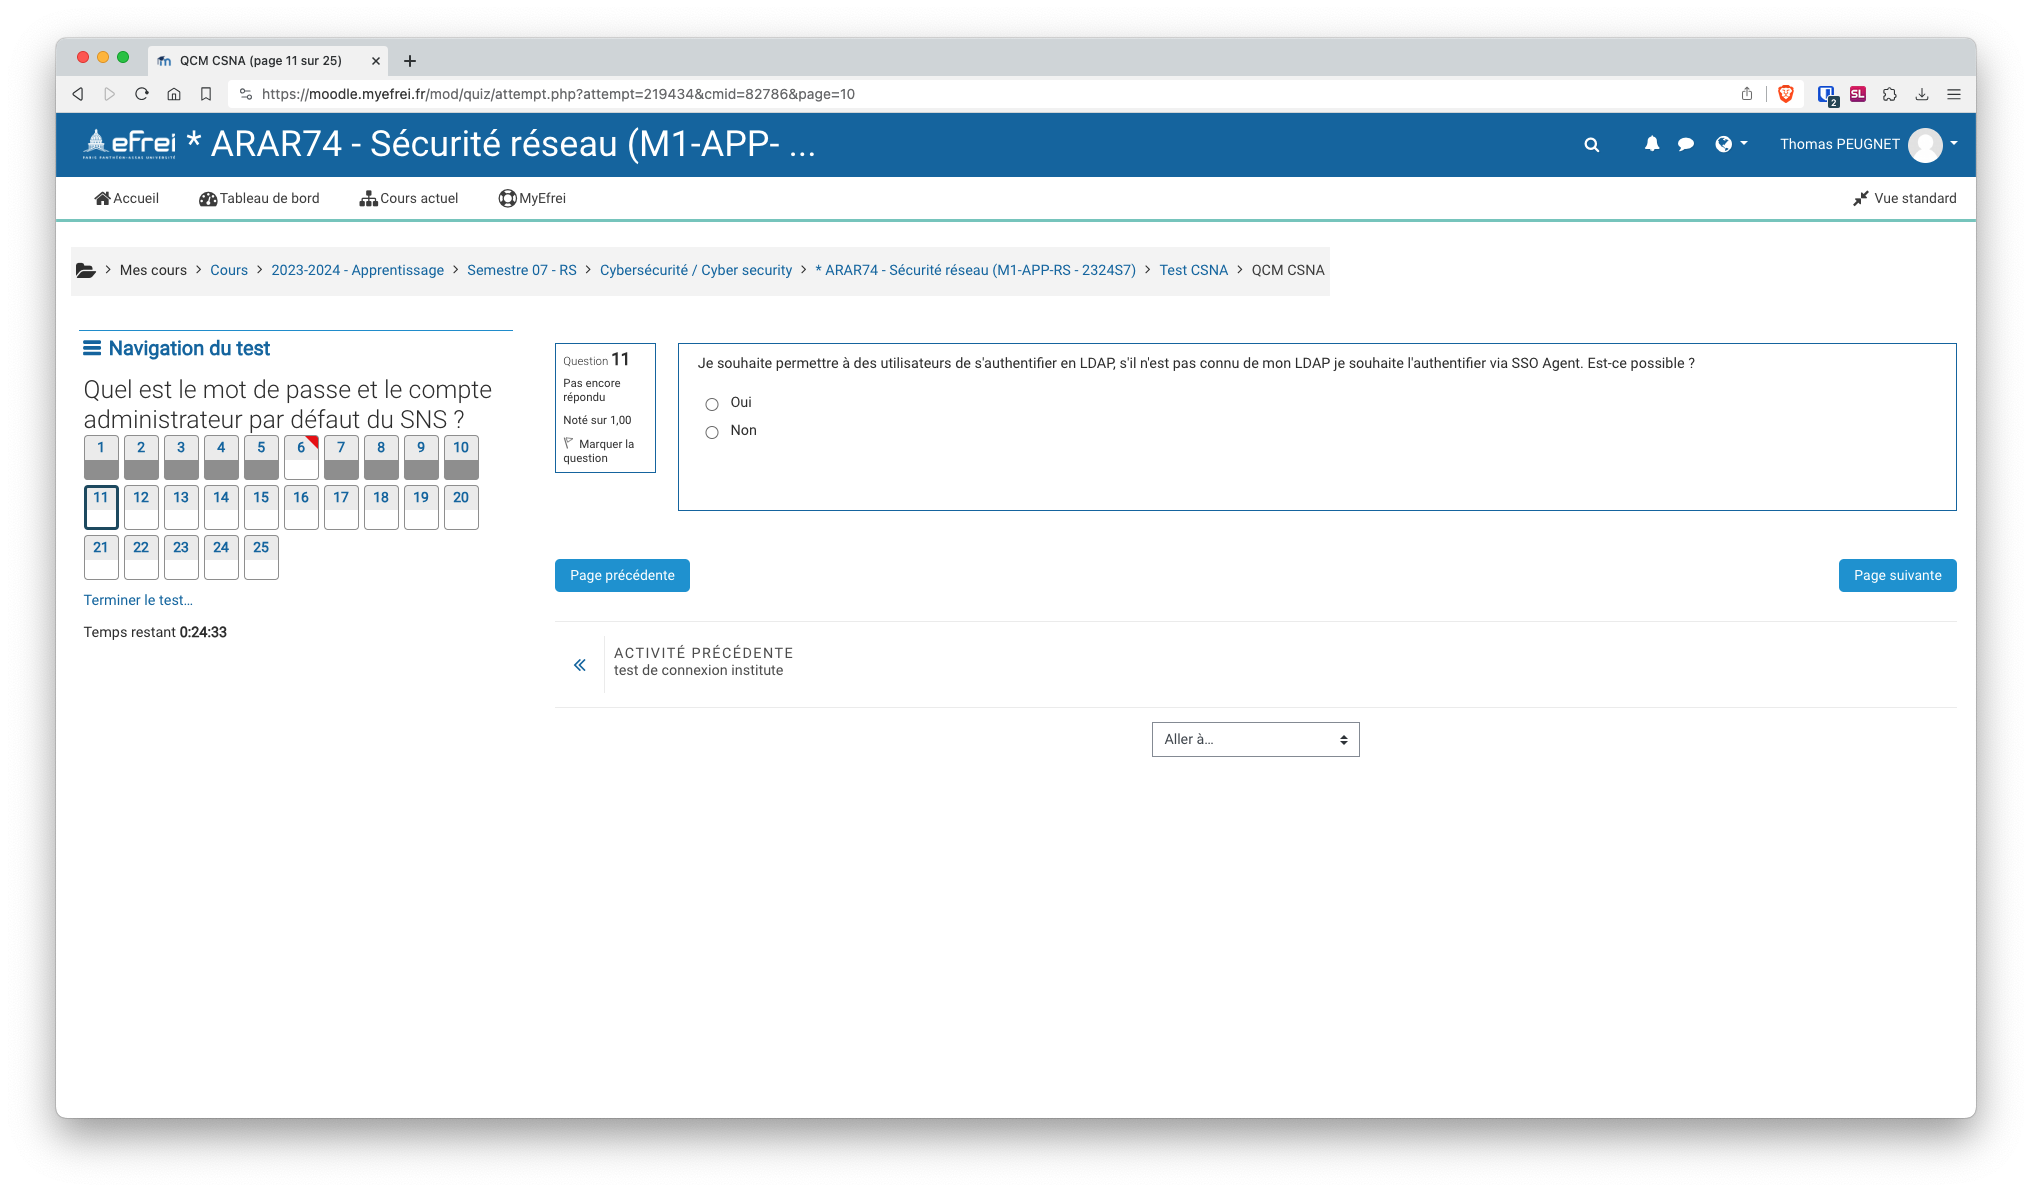 QCM CSNA (page 11 sur 25)
https://moodle.myefrei.fr/mod/quiz/attempt.php?attempt=219434&cmid=82786&page=10
SL
2
efrei
PARIS PANTHÉON-ASSAS UNIVERSITÉ
* ARAR74 - Sécurité réseau (M1-APP- ...
Thomas PEUGNET
Accueil
Tableau de bord
Cours actuel
MyEfrei
Vue standard
Mes cours > Cours > 2023-2024 - Apprentissage > Semestre 07 - RS > Cybersécurité / Cyber security > * ARAR74 - Sécurité réseau (M1-APP-RS - 2324S7) > Test CSNA > QCM CSNA
Navigation du test
Quel est le mot de passe et le compte
administrateur par défaut du SNS ?
1 2 3 4 5 6 7 8 9 10
11 12 13 14 15 16 17 18 19 20
21 22 23 24 25
Terminer le test…
Temps restant 0:24:33
Question 11
Pas encore
répondu
Noté sur 1,00
Marquer la
question
Je souhaite permettre à des utilisateurs de s'authentifier en LDAP, s'il n'est pas connu de mon LDAP je souhaite l'authentifier via SSO Agent. Est-ce possible ?
Oui
Non
Page précédente
Page suivante
ACTIVITÉ PRÉCÉDENTE
test de connexion institute
Aller à…